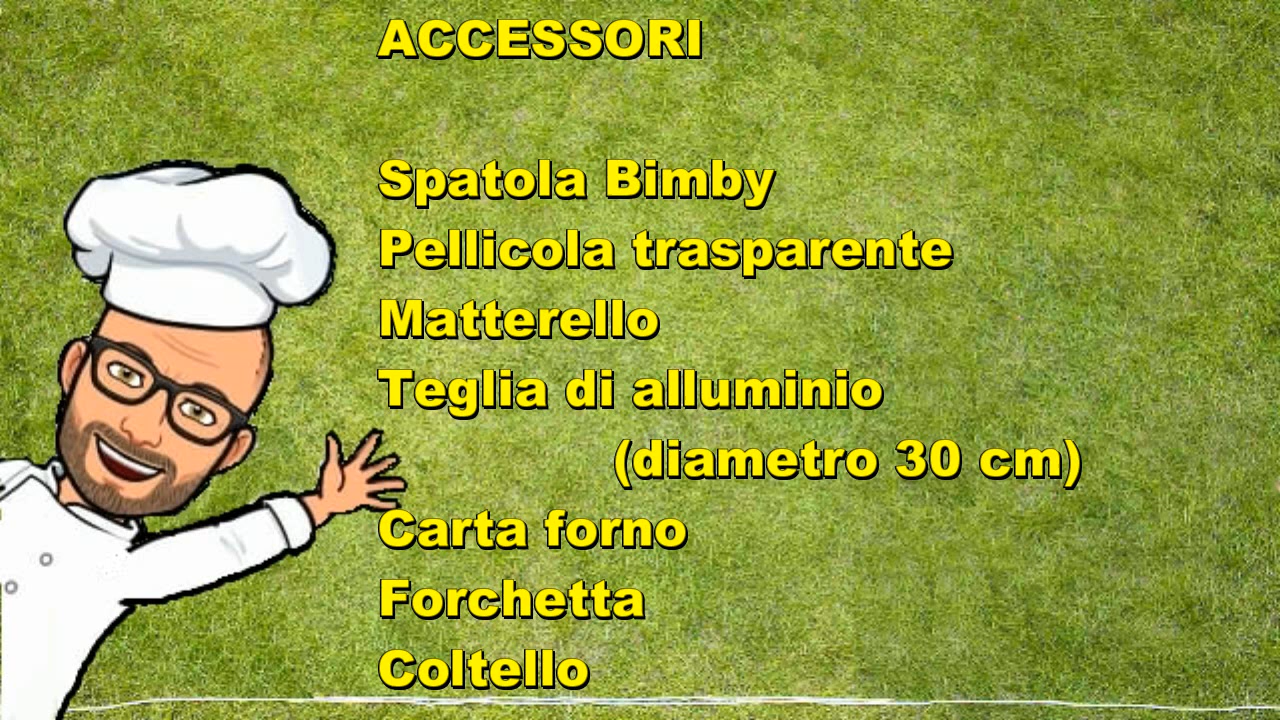 ACCESSORI
Spatola Bimby
Pellicola trasparente
Matterello
Teglia di alluminio
(diametro 30 cm)
Carta forno
Forchetta
Coltello